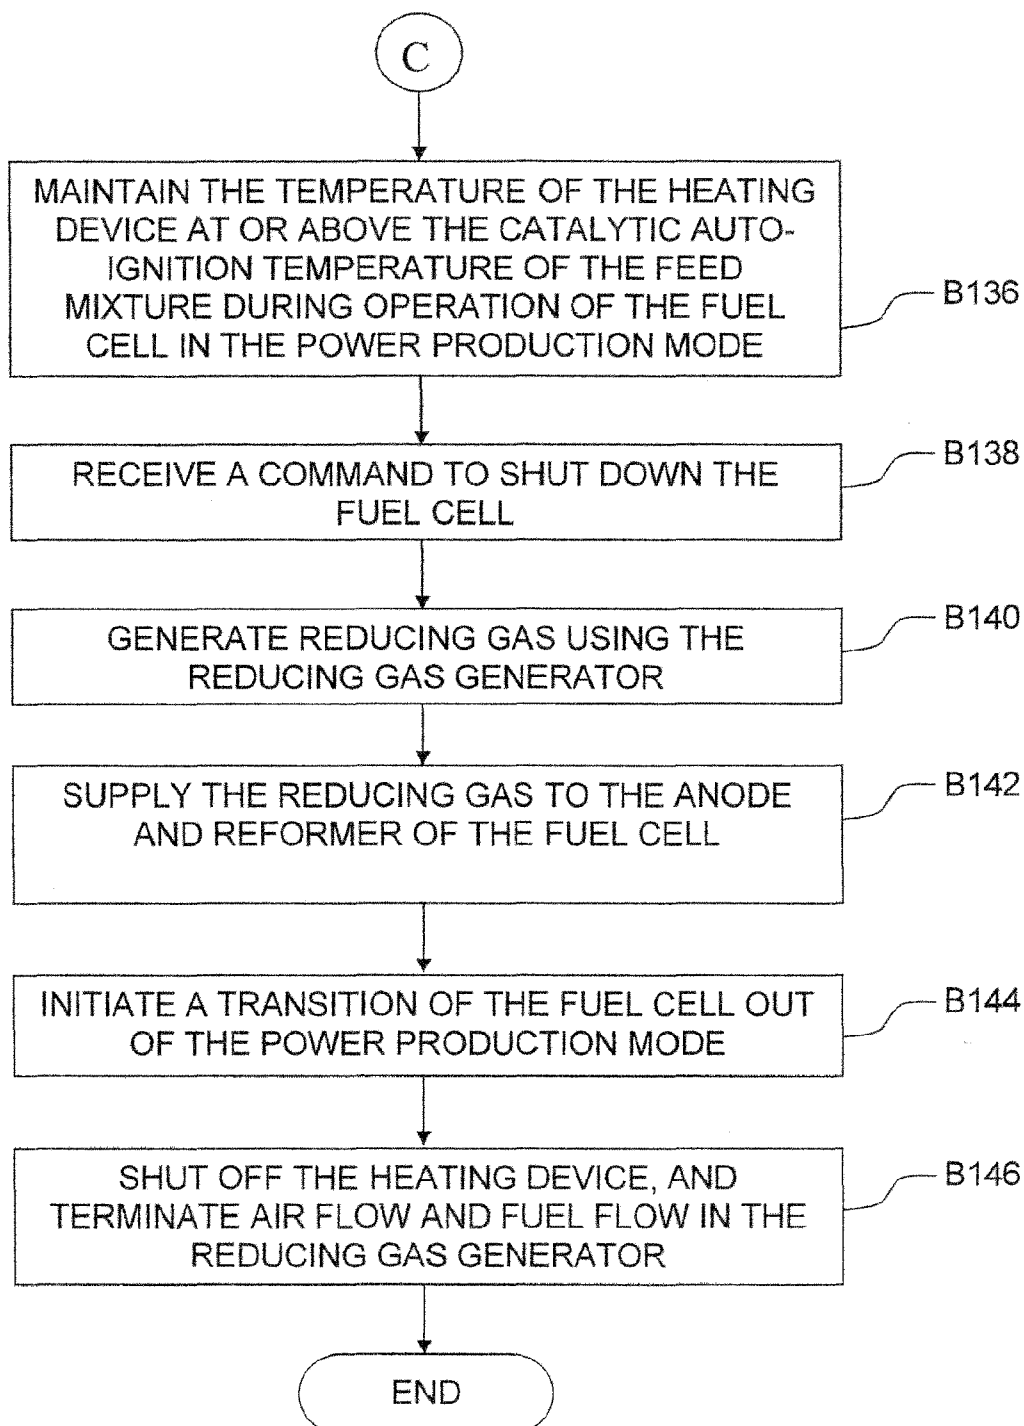 C
MAINTAIN THE TEMPERATURE OF THE HEATING
DEVICE AT OR ABOVE THE CATALYTIC AUTO-
IGNITION TEMPERATURE OF THE FEED
MIXTURE DURING OPERATION OF THE FUEL
CELL IN THE POWER PRODUCTION MODE
B136
RECEIVE A COMMAND TO SHUT DOWN THE
FUEL CELL
B138
GENERATE REDUCING GAS USING THE
REDUCING GAS GENERATOR
B140
SUPPLY THE REDUCING GAS TO THE ANODE
AND REFORMER OF THE FUEL CELL
B142
INITIATE A TRANSITION OF THE FUEL CELL OUT
OF THE POWER PRODUCTION MODE
B144
SHUT OFF THE HEATING DEVICE, AND
TERMINATE AIR FLOW AND FUEL FLOW IN THE
REDUCING GAS GENERATOR
B146
END